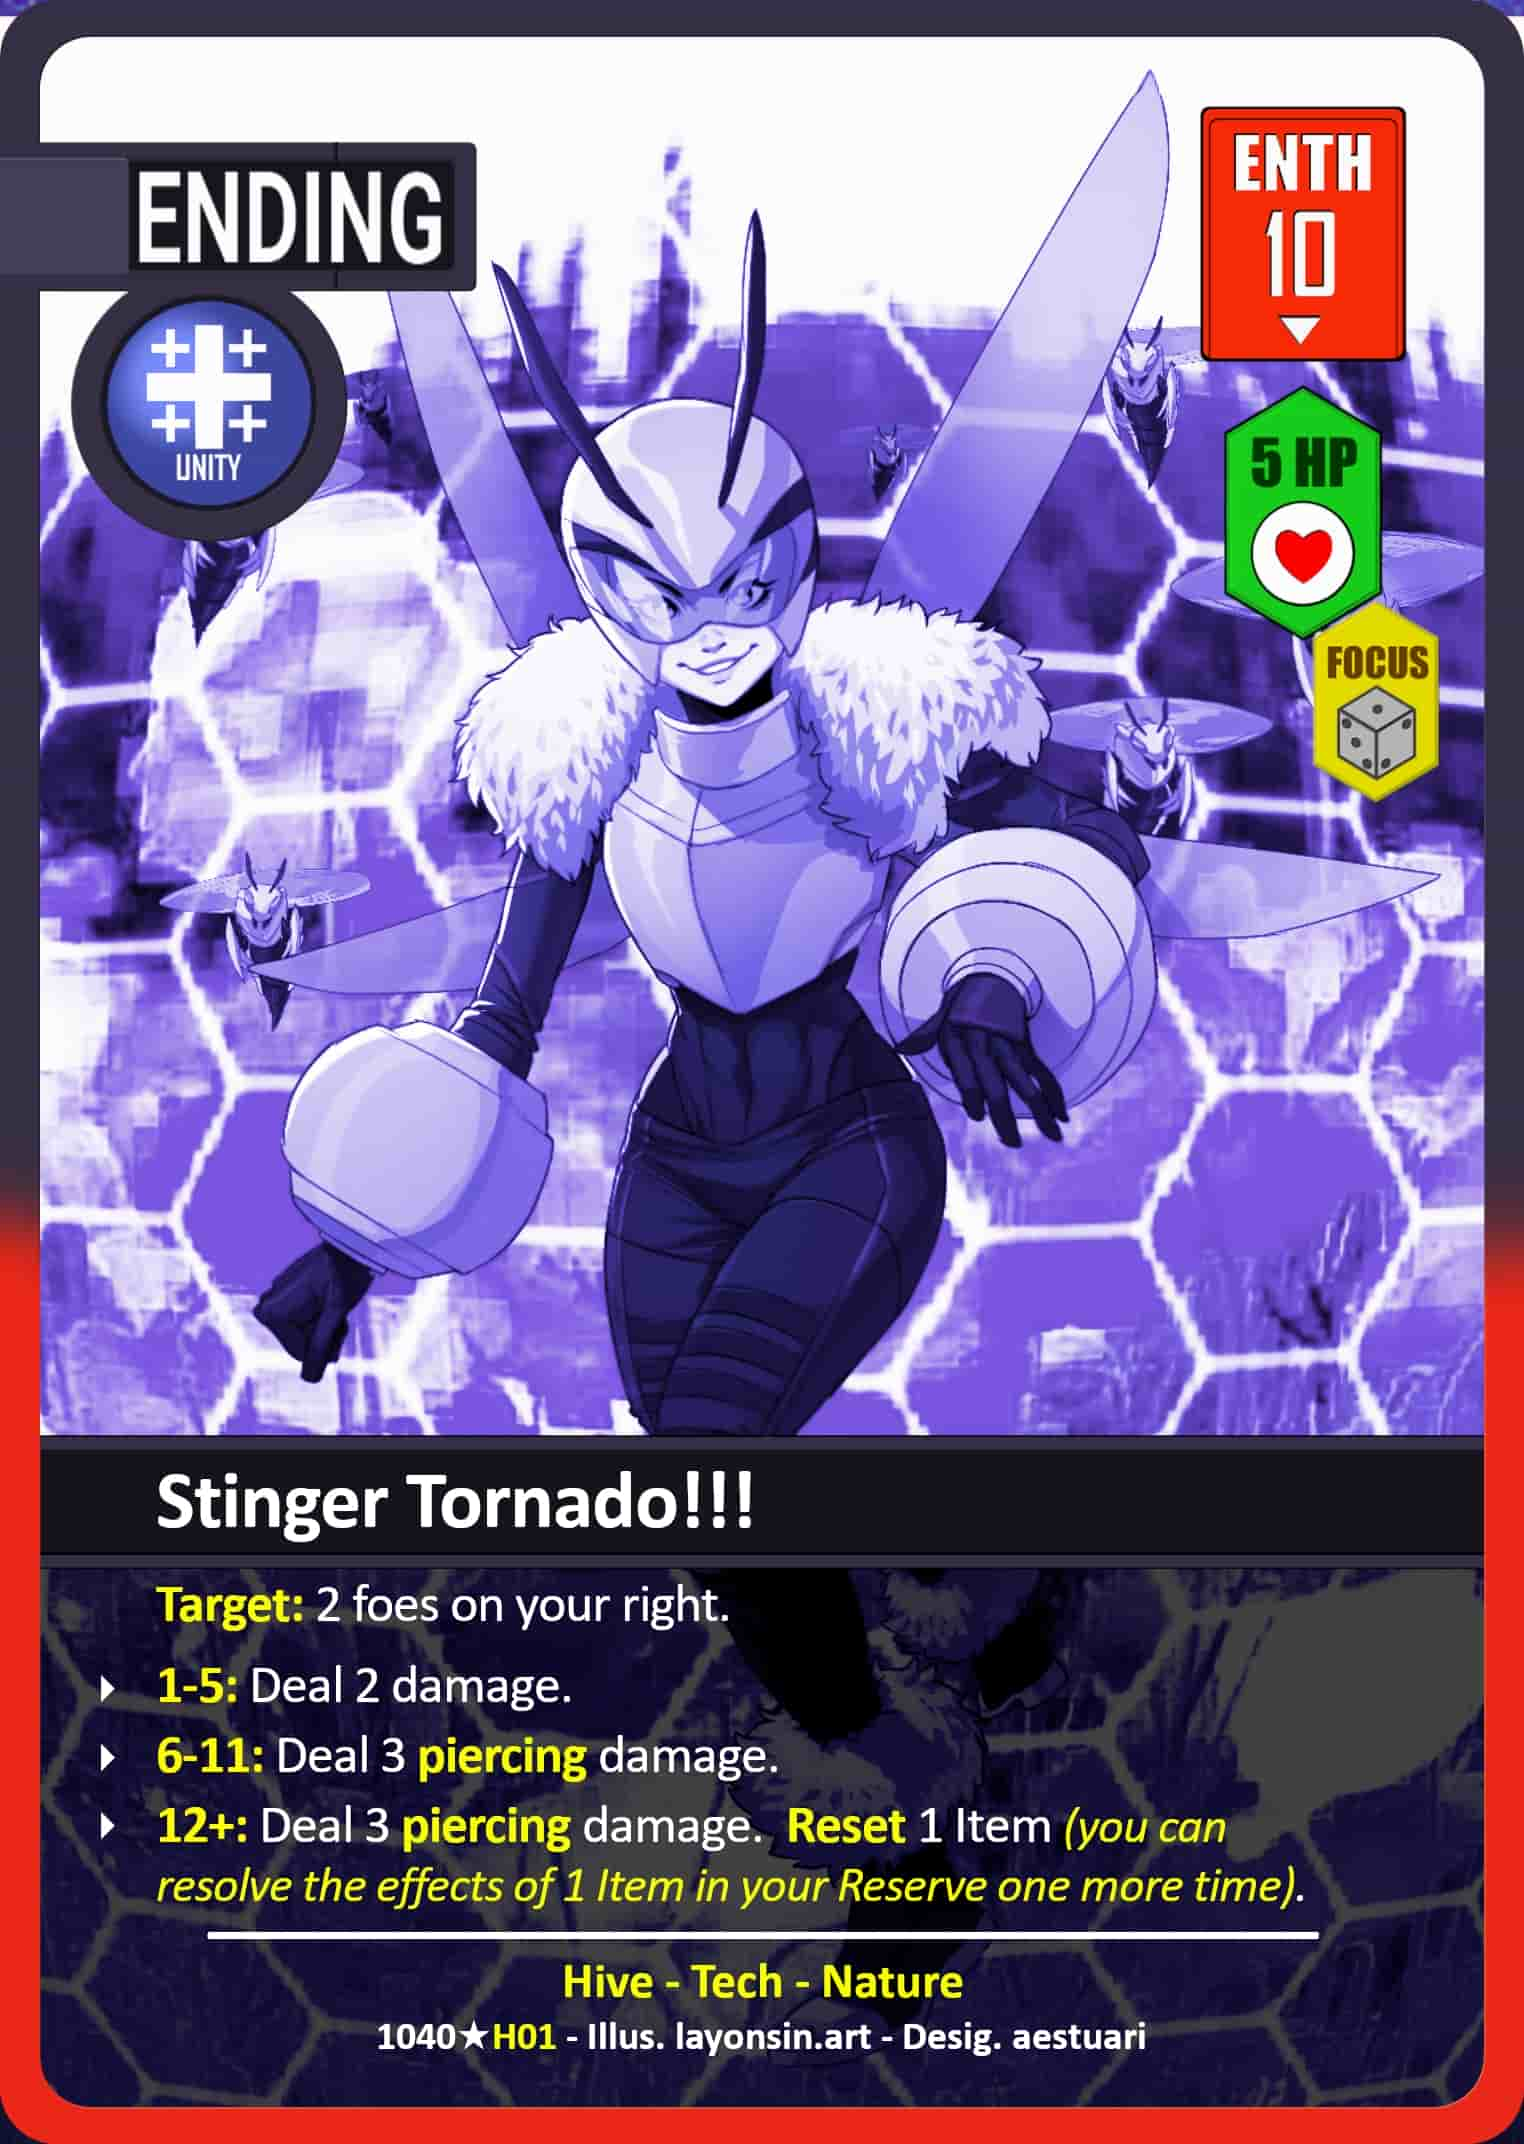 ENDING
UNITY
ENTH
10
5 HP
FOCUS
Stinger Tornado!!!
Target: 2 foes on your right.
1-5: Deal 2 damage.
6-11: Deal 3 piercing damage.
12+: Deal 3 piercing damage. Reset 1 Item (you can
resolve the effects of 1 Item in your Reserve one more time).
Hive - Tech - Nature
1040★H01 - Illus. layonsin.art - Desig. aestuari